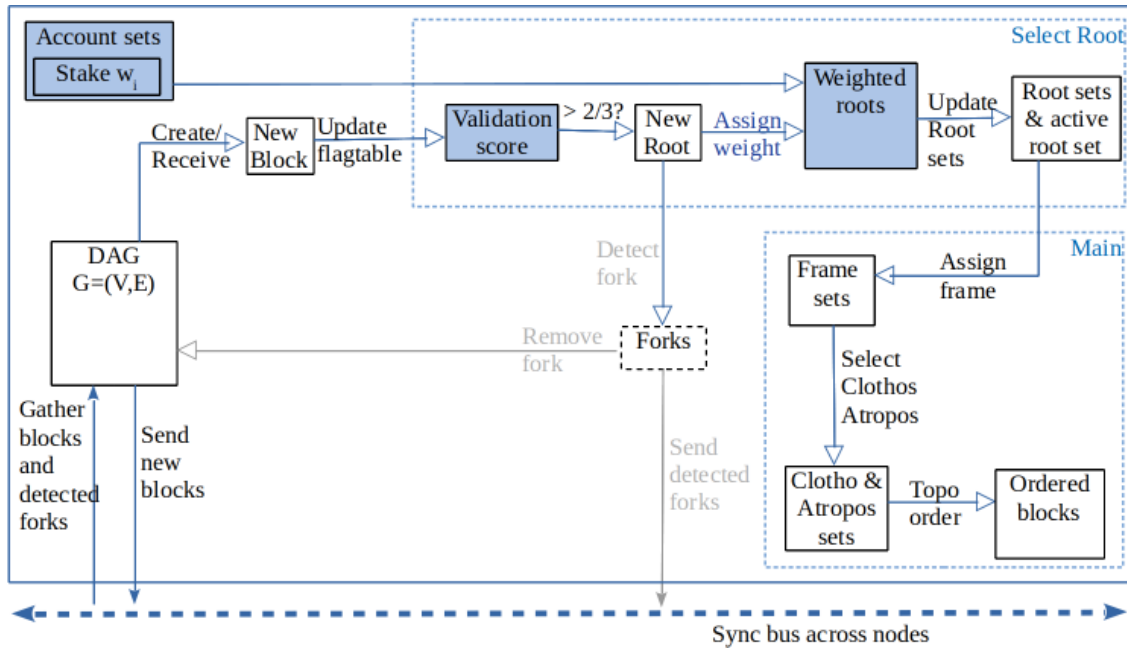 Account sets
Stake wi
Select Root
Create/
Receive
New
Block
Update
flagtable
Validation
score
> 2/3?
New
Root
Assign
weight
Weighted
roots
Update
Root
sets
Root sets
& active
root set
DAG
G=(V,E)
Detect
fork
Remove
fork
Forks
Main
Assign
frame
Frame
sets
Select
Clothos
Atropos
Gather
blocks
and
detected
forks
Send
new
blocks
Send
detected
forks
Clotho &
Atropos
sets
Topo
order
Ordered
blocks
Sync bus across nodes